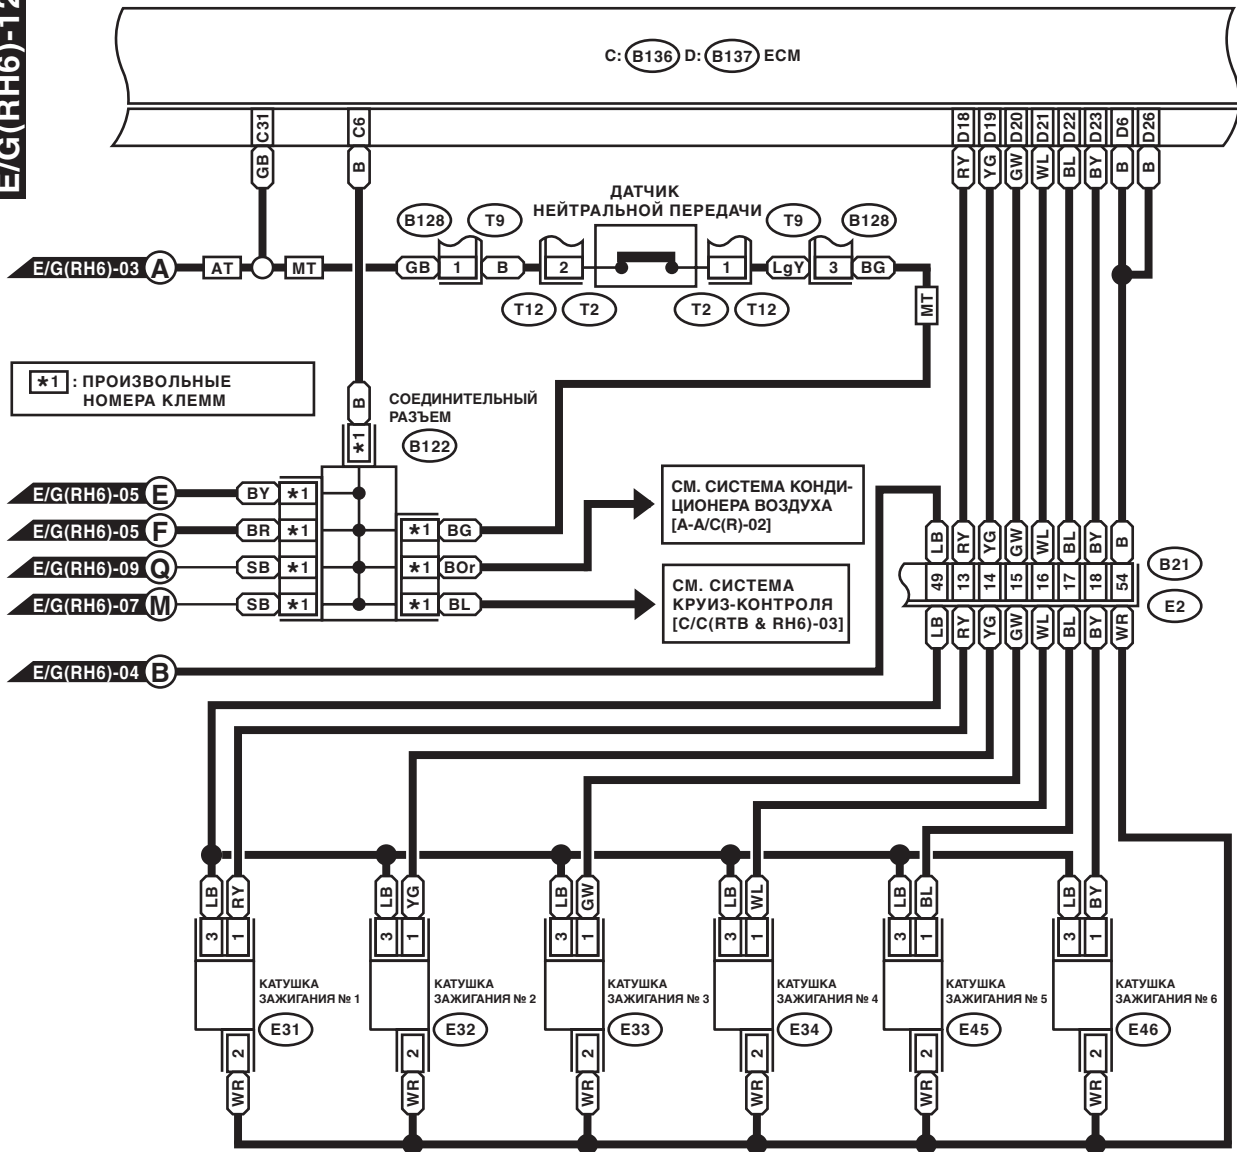 E/G(RH6)-12
C: B136 D: B137 ECM
C31 C6 D18 D19 D20 D21 D22 D23 D6 D26
GB B RY YG GW WL BL BY B B
ДАТЧИК
НЕЙТРАЛЬНОЙ ПЕРЕДАЧИ
B128 T9 T9 B128
E/G(RH6)-03 A AT MT GB 1 B 2 1 LgY 3 BG
T12 T2 T2 T12
MT
*1 : ПРОИЗВОЛЬНЫЕ
НОМЕРА КЛЕММ
B
*1
СОЕДИНИТЕЛЬНЫЙ
РАЗЪЕМ
B122
E/G(RH6)-05 E BY *1
E/G(RH6)-05 F BR *1 *1 BG
E/G(RH6)-09 Q SB *1 *1 BOr
E/G(RH6)-07 M SB *1 *1 BL
СМ. СИСТЕМА КОНДИ-
ЦИОНЕРА ВОЗДУХА
[A-A/C(R)-02]
СМ. СИСТЕМА
КРУИЗ-КОНТРОЛЯ
[C/C(RTB & RH6)-03]
LB RY YG GW WL BL BY B
49 13 14 15 16 17 18 54
B21
E2
LB RY YG GW WL BL BY WR
E/G(RH6)-04 B
LB RY LB YG LB GW LB WL LB BL LB BY
3 1 3 1 3 1 3 1 3 1 3 1
КАТУШКА
ЗАЖИГАНИЯ № 1
E31
КАТУШКА
ЗАЖИГАНИЯ № 2
E32
КАТУШКА
ЗАЖИГАНИЯ № 3
E33
КАТУШКА
ЗАЖИГАНИЯ № 4
E34
КАТУШКА
ЗАЖИГАНИЯ № 5
E45
КАТУШКА
ЗАЖИГАНИЯ № 6
E46
2 2 2 2 2 2
WR WR WR WR WR WR